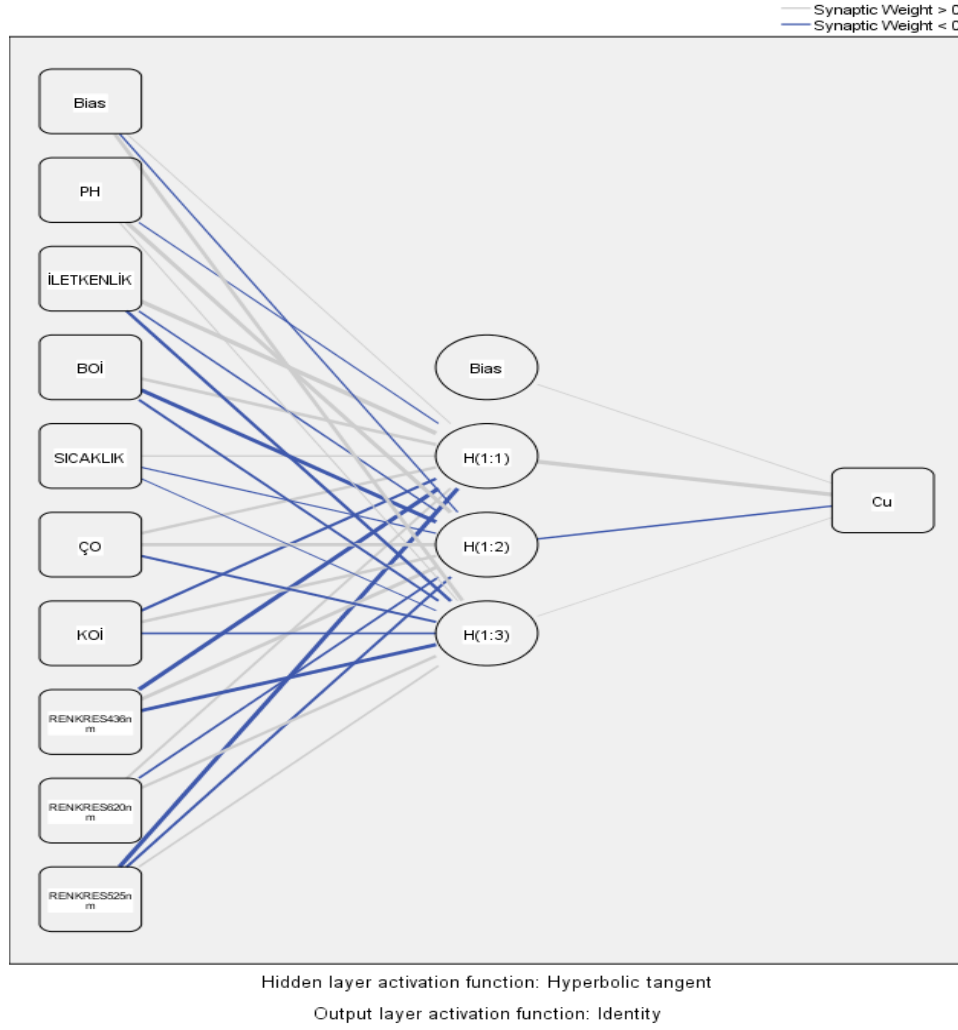 Synaptic Weight > 0
Synaptic Weight < 0
Bias
PH
İLETKENLİK
BOİ
SICAKLIK
ÇO
KOİ
RENKRES436n
m
RENKRES620n
m
RENKRES525n
m
Bias
H(1:1)
H(1:2)
H(1:3)
Cu
Hidden layer activation function: Hyperbolic tangent
Output layer activation function: Identity